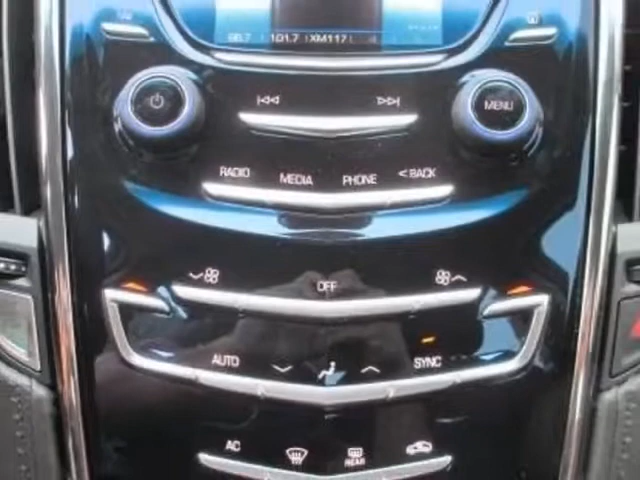 101.7 XM117
MENU
RADIO MEDIA PHONE < BACK
OFF
AUTO SYNC
AC REAR